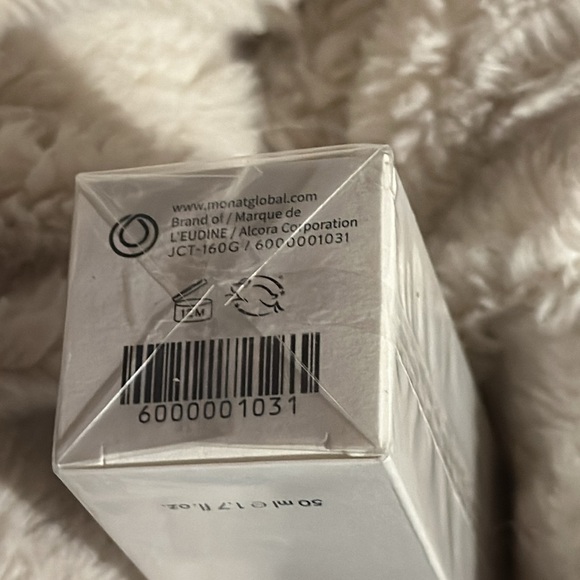 www.monatglobal.com
Brand of / Marque de
L'EUDINE / Alcora Corporation
JCT-160G / 6000001031
12M
6000001031
50 ml ℮ 1.7 fl. oz.